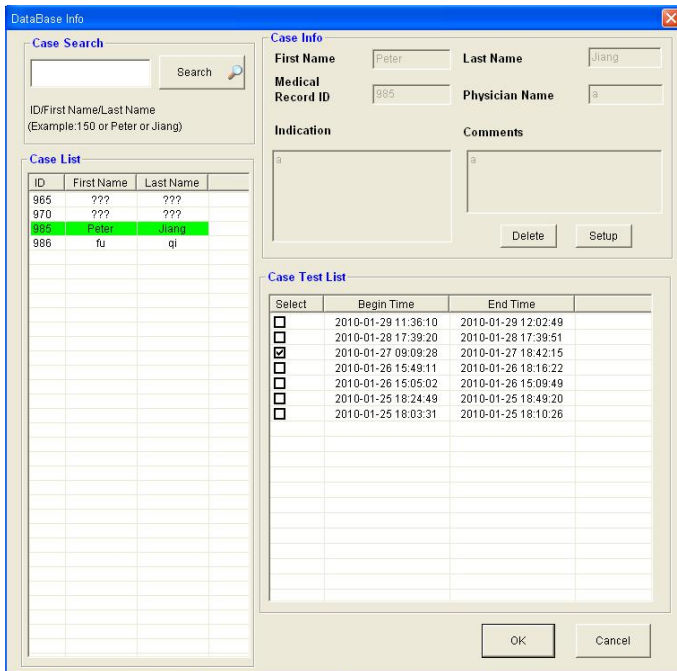 DataBase Info
Case Search
Search
ID/First Name/Last Name
(Example:150 or Peter or Jiang)
Case List
ID First Name Last Name
965 ??? ???
970 ??? ???
985 Peter Jiang
986 fu qi
Case Info
First Name Peter Last Name Jiang
Medical
Record ID 985 Physician Name a
Indication Comments
a a
Delete Setup
Case Test List
Select Begin Time End Time
2010-01-29 11:36:10 2010-01-29 12:02:49
2010-01-28 17:39:20 2010-01-28 17:39:51
2010-01-27 09:09:28 2010-01-27 18:42:15
2010-01-26 15:49:11 2010-01-26 18:16:22
2010-01-26 15:05:02 2010-01-26 15:09:49
2010-01-25 18:24:49 2010-01-25 18:49:20
2010-01-25 18:03:31 2010-01-25 18:10:26
OK Cancel